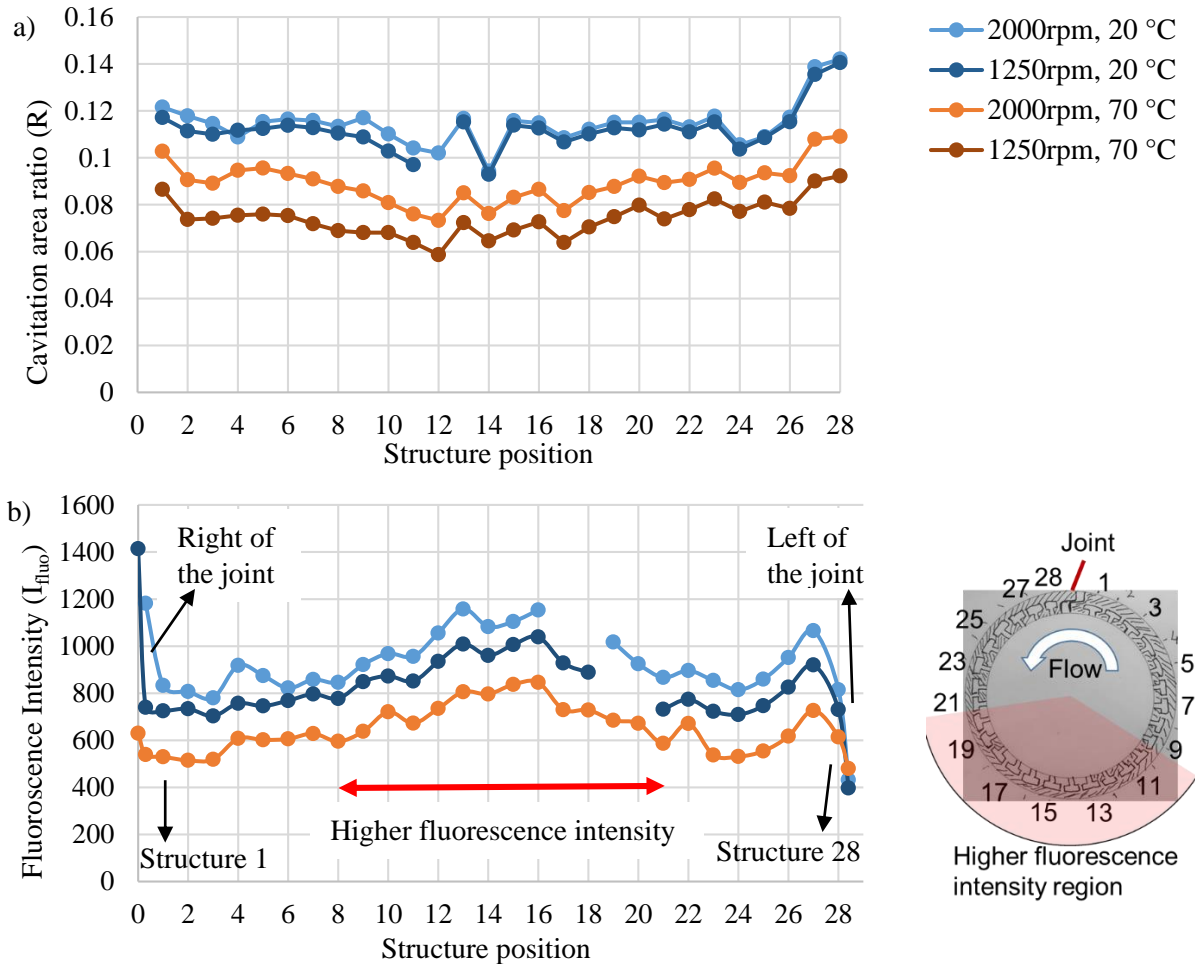 a)
0.16
0.14
0.12
0.1
0.08
0.06
0.04
0.02
0
Cavitation area ratio (R)
0 2 4 6 8 10 12 14 16 18 20 22 24 26 28
Structure position
2000rpm, 20 °C
1250rpm, 20 °C
2000rpm, 70 °C
1250rpm, 70 °C
b)
1600
1400
1200
1000
800
600
400
200
0
Fluoroscence Intensity (I_fluo)
Right of
the joint
Left of
the joint
Higher fluorescence intensity
Structure 1
Structure 28
0 2 4 6 8 10 12 14 16 18 20 22 24 26 28
Structure position
Joint
27 28 1
25 3
23 5
21 7
19 9
17 11
15 13
Flow
Higher fluorescence
intensity region